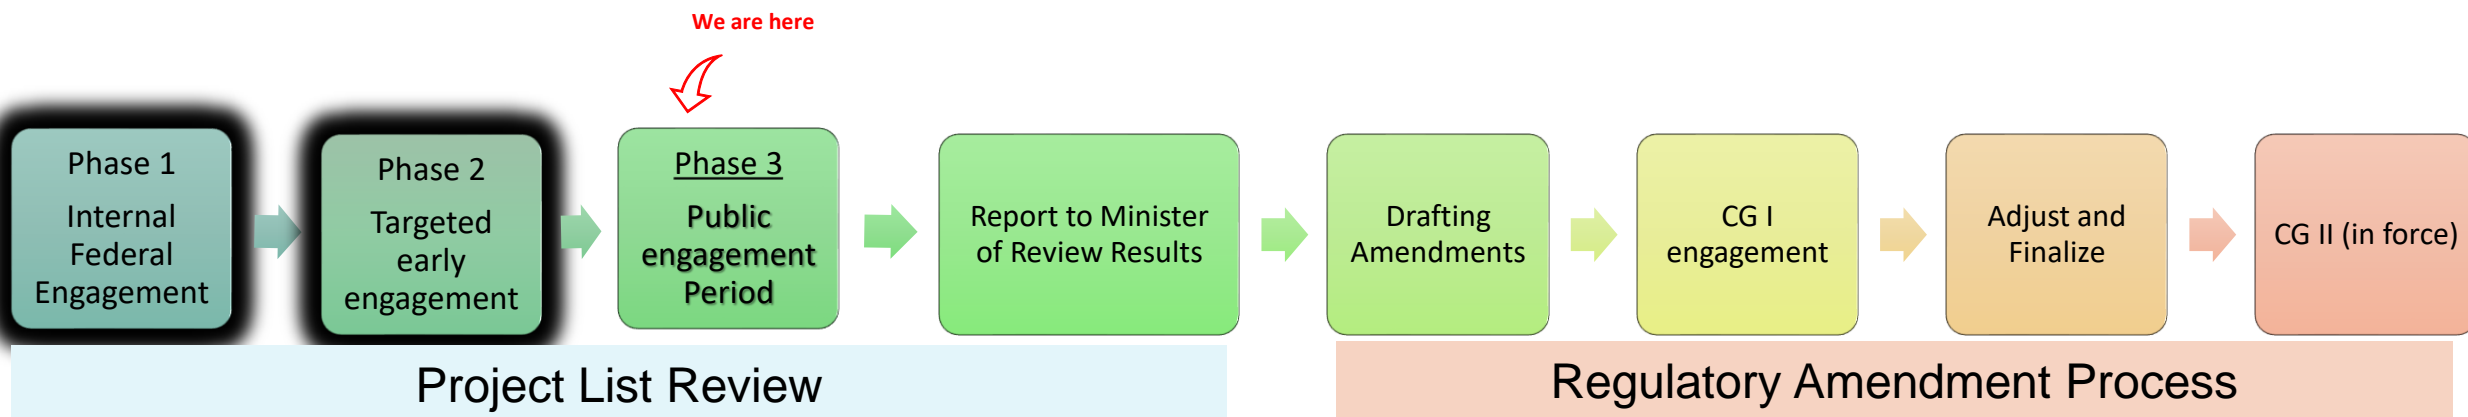 We are here
Phase 1
Internal
Federal
Engagement
Phase 2
Targeted
early
engagement
Phase 3
Public
engagement
Period
Report to Minister
of Review Results
Drafting
Amendments
CG I
engagement
Adjust and
Finalize
CG II (in force)
Project List Review
Regulatory Amendment Process